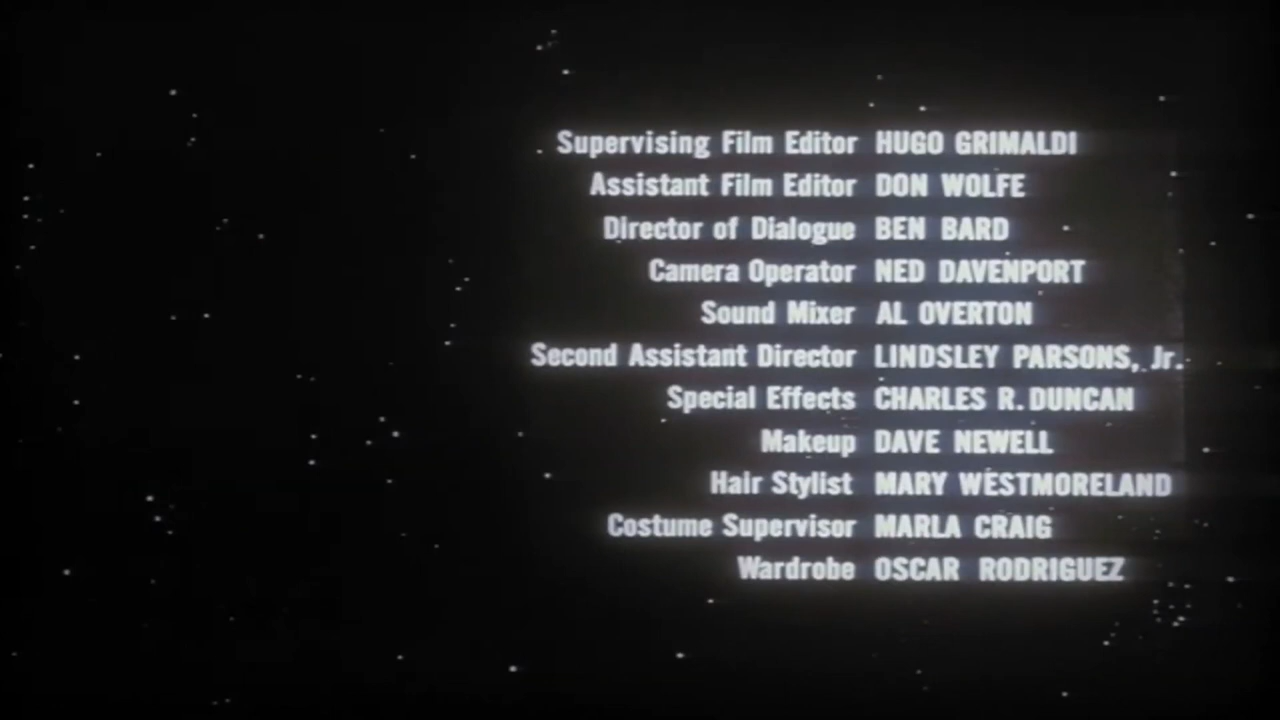 Supervising Film Editor HUGO GRIMALDI
Assistant Film Editor DON WOLFE
Director of Dialogue BEN BARD
Camera Operator NED DAVENPORT
Sound Mixer AL OVERTON
Second Assistant Director LINDSLEY PARSONS, Jr.
Special Effects CHARLES R. DUNCAN
Makeup DAVE NEWELL
Hair Stylist MARY WESTMORELAND
Costume Supervisor MARLA CRAIG
Wardrobe OSCAR RODRIGUEZ